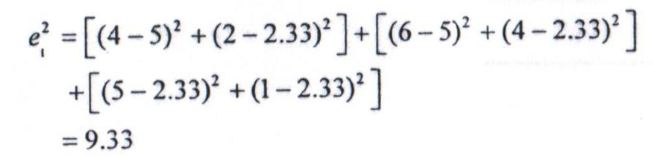 e₁² = [(4 – 5)² + (2 – 2.33)²] + [(6 – 5)² + (4 – 2.33)²]
+ [(5 – 2.33)² + (1 – 2.33)²]
= 9.33